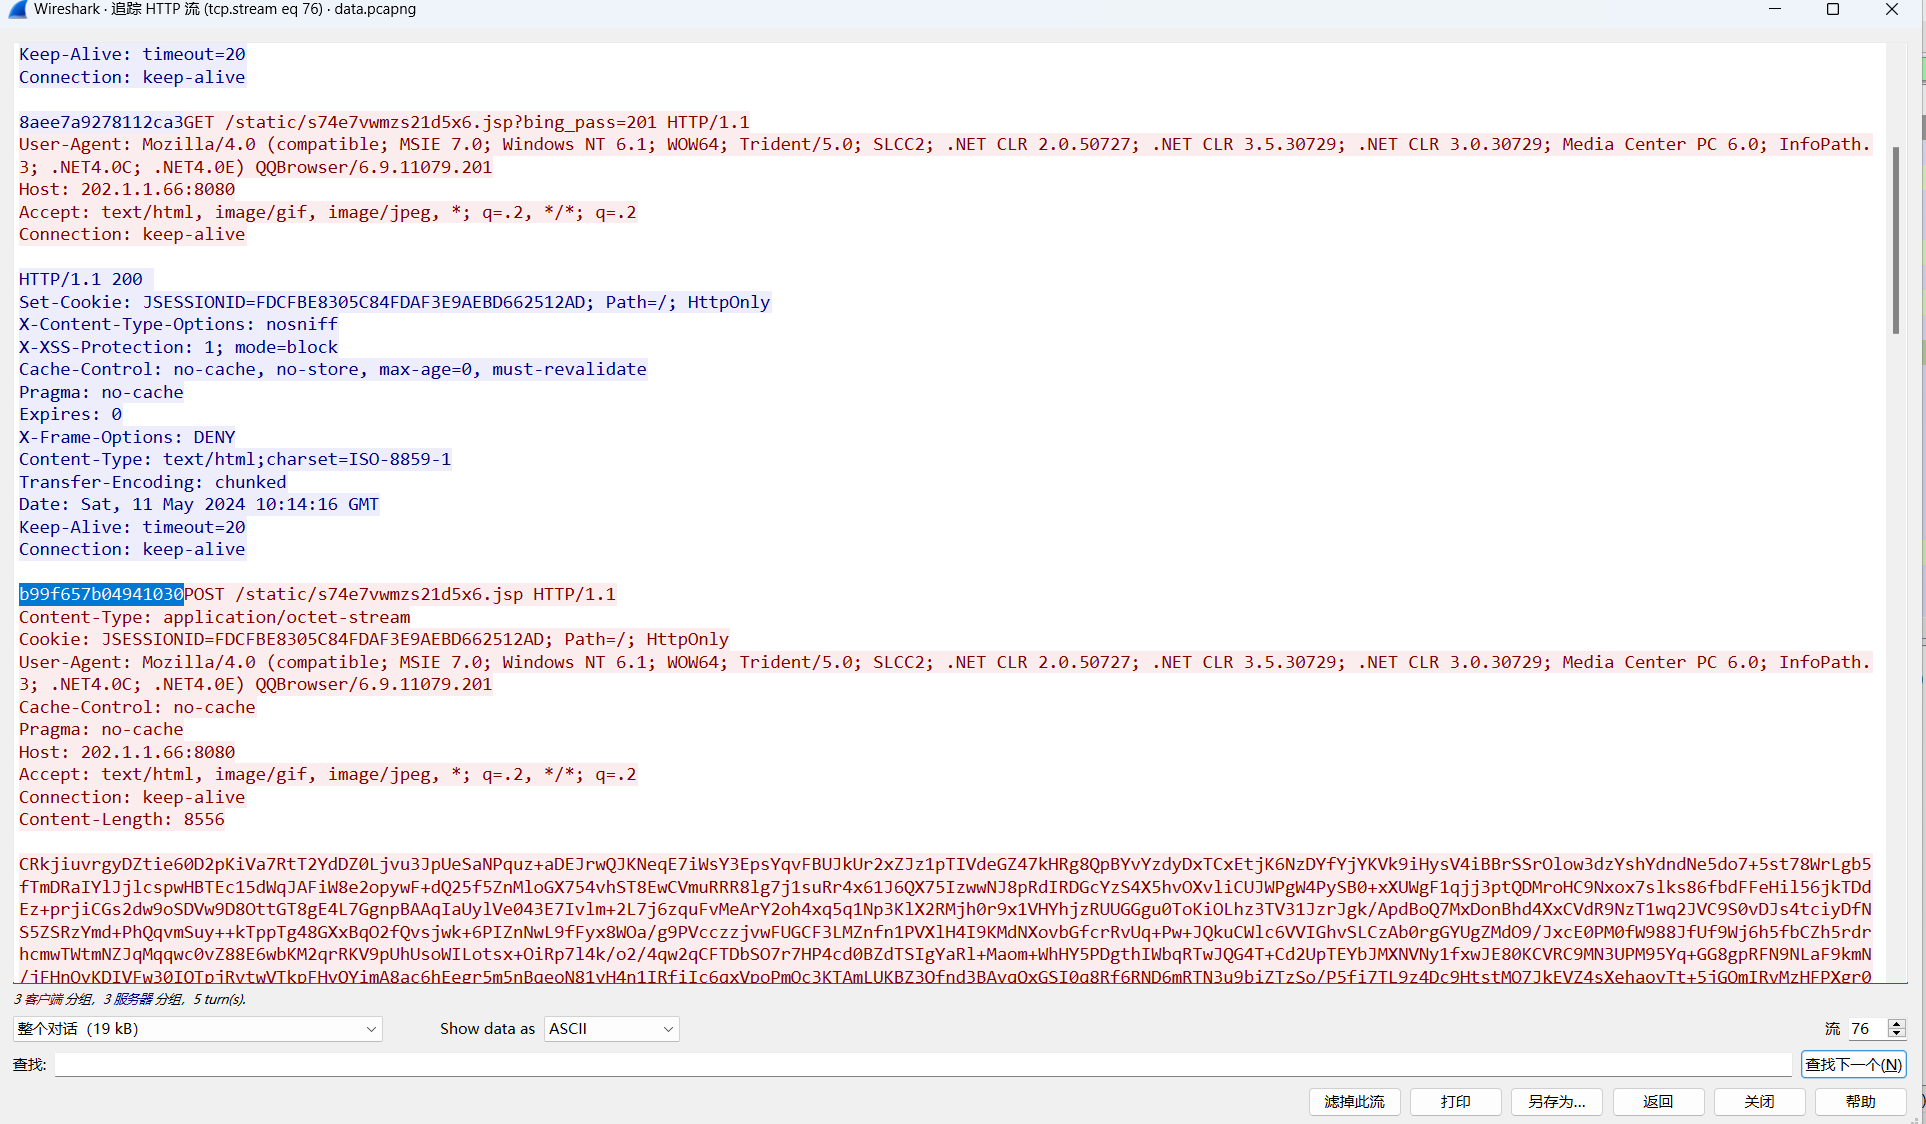 Wireshark · 追踪 HTTP 流 (tcp.stream eq 76) · data.pcapng
Keep-Alive: timeout=20
Connection: keep-alive
8aee7a9278112ca3GET /static/s74e7vwmzs21d5x6.jsp?bing_pass=201 HTTP/1.1
User-Agent: Mozilla/4.0 (compatible; MSIE 7.0; Windows NT 6.1; WOW64; Trident/5.0; SLCC2; .NET CLR 2.0.50727; .NET CLR 3.5.30729; .NET CLR 3.0.30729; Media Center PC 6.0; InfoPath.
3; .NET4.0C; .NET4.0E) QQBrowser/6.9.11079.201
Host: 202.1.1.66:8080
Accept: text/html, image/gif, image/jpeg, *; q=.2, */*; q=.2
Connection: keep-alive
HTTP/1.1 200
Set-Cookie: JSESSIONID=FDCFBE8305C84FDAF3E9AEBD662512AD; Path=/; HttpOnly
X-Content-Type-Options: nosniff
X-XSS-Protection: 1; mode=block
Cache-Control: no-cache, no-store, max-age=0, must-revalidate
Pragma: no-cache
Expires: 0
X-Frame-Options: DENY
Content-Type: text/html;charset=ISO-8859-1
Transfer-Encoding: chunked
Date: Sat, 11 May 2024 10:14:16 GMT
Keep-Alive: timeout=20
Connection: keep-alive
b99f657b04941030POST /static/s74e7vwmzs21d5x6.jsp HTTP/1.1
Content-Type: application/octet-stream
Cookie: JSESSIONID=FDCFBE8305C84FDAF3E9AEBD662512AD; Path=/; HttpOnly
User-Agent: Mozilla/4.0 (compatible; MSIE 7.0; Windows NT 6.1; WOW64; Trident/5.0; SLCC2; .NET CLR 2.0.50727; .NET CLR 3.5.30729; .NET CLR 3.0.30729; Media Center PC 6.0; InfoPath.
3; .NET4.0C; .NET4.0E) QQBrowser/6.9.11079.201
Cache-Control: no-cache
Pragma: no-cache
Host: 202.1.1.66:8080
Accept: text/html, image/gif, image/jpeg, *; q=.2, */*; q=.2
Connection: keep-alive
Content-Length: 8556
CRkjiuvrgyDZtie60D2pKiVa7RtT2YdDZ0Ljvu3JpUeSaNPquz+aDEJrwQJKNeqE7iWsY3EpsYqvFBUJkUr2xZJz1pTIVdeGZ47kHRg8QpBYvYzdyDxTCxEtjK6NzDYfYjYKVk9iHysV4iBBrSSrOlow3dzYshYdndNe5do7+5st78WrLgb5
fTmDRaIYlJjlcspwHBTEc15dWqJAFiW8e2opywF+dQ25f5ZnMloGX754vhST8EwCVmuRRR8lg7j1suRr4x61J6QX75IzwwNJ8pRdIRDGcYzS4X5hvOXvliCUJWPgW4PySB0+xXUWgF1qjj3ptQDMroHC9Nxox7slks86fbdFFeHil56jkTDd
Ez+prjiCGs2dw9oSDVw9D8OttGT8gE4L7GgnpBAAqIaUylVe043E7Ivlm+2L7j6zquFvMeArY2oh4xq5q1Np3KlX2RMjh0r9x1VHYhjzRUUGGgu0ToKiOLhz3TV31JzrJgk/ApdBoQ7MxDonBhd4XxCVdR9NzT1wq2JVC9S0vDJs4tciyDfN
S5ZSRzYmd+PhQqvmSuy++kTppTg48GXxBqO2fQvsjwk+6PIZnNwL9fFyx8WOa/g9PVcczzjvwFUGCF3LMZnfn1PVXlH4I9KMdNXovbGfcrRvUq+Pw+JQkuCWlc6VVIGhvSLCzAb0rgGYUgZMdO9/JxcE0PM0fW988JfUf9Wj6h5fbCZh5rdr
hcmwTWtmNZJqMqqwc0vZ88E6wbKM2qrRKV9pUhUsoWILotsx+OiRp7l4k/o2/4qw2qCFTDbSO7r7HP4cd0BZdTSIgYaRl+Maom+WhHY5PDgthIWbqRTwJQG4T+Cd2UpTEYbJMXNVNy1fxwJE80KCVRC9MN3UPM95Yq+GG8gpRFN9NLaF9kmN
3 客户端 分组, 3 服务器 分组, 5 turn(s).
整个对话 (19 kB)
Show data as ASCII
流 76
查找:
查找下一个(N)
滤掉此流
打印
另存为...
返回
关闭
帮助